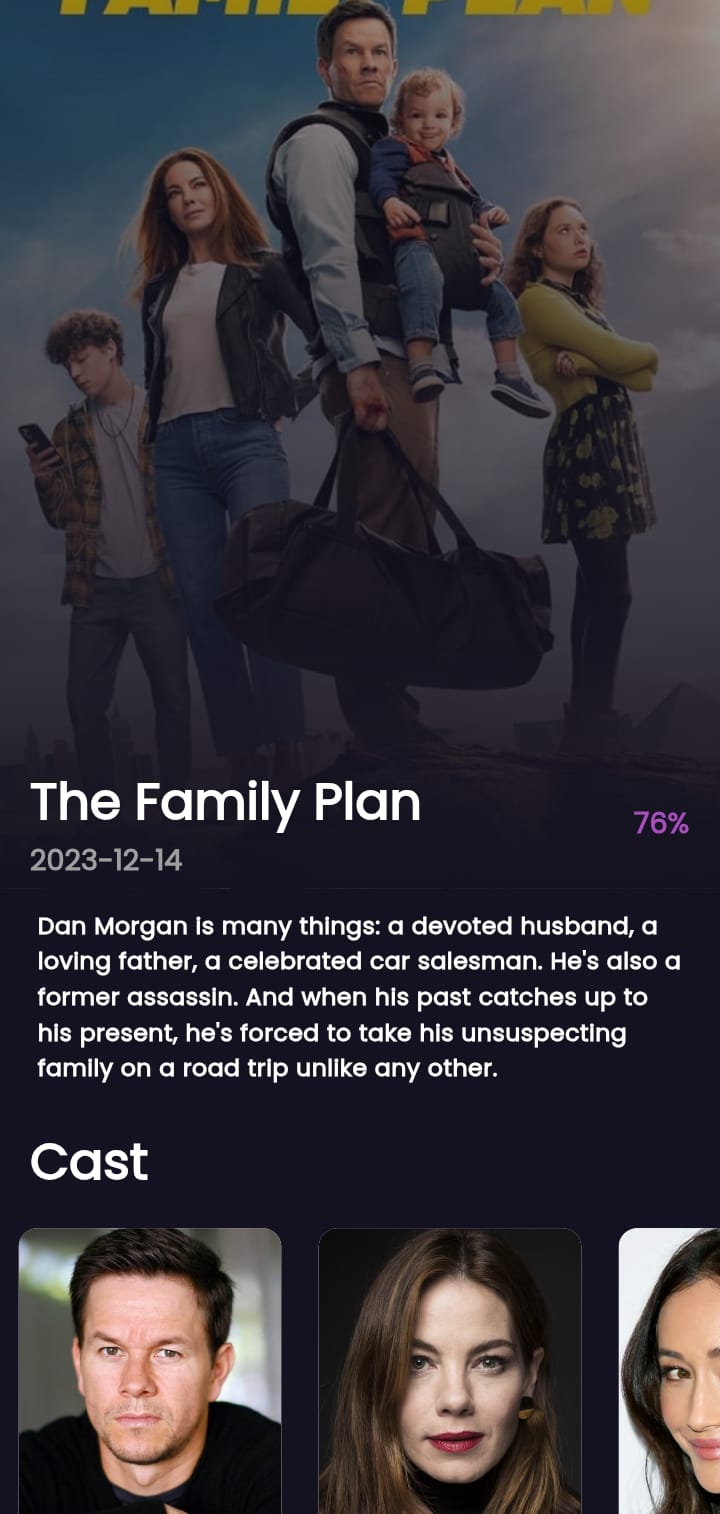 FAMILY PLAN
The Family Plan
76%
2023-12-14
Dan Morgan is many things: a devoted husband, a
loving father, a celebrated car salesman. He's also a
former assassin. And when his past catches up to
his present, he's forced to take his unsuspecting
family on a road trip unlike any other.
Cast